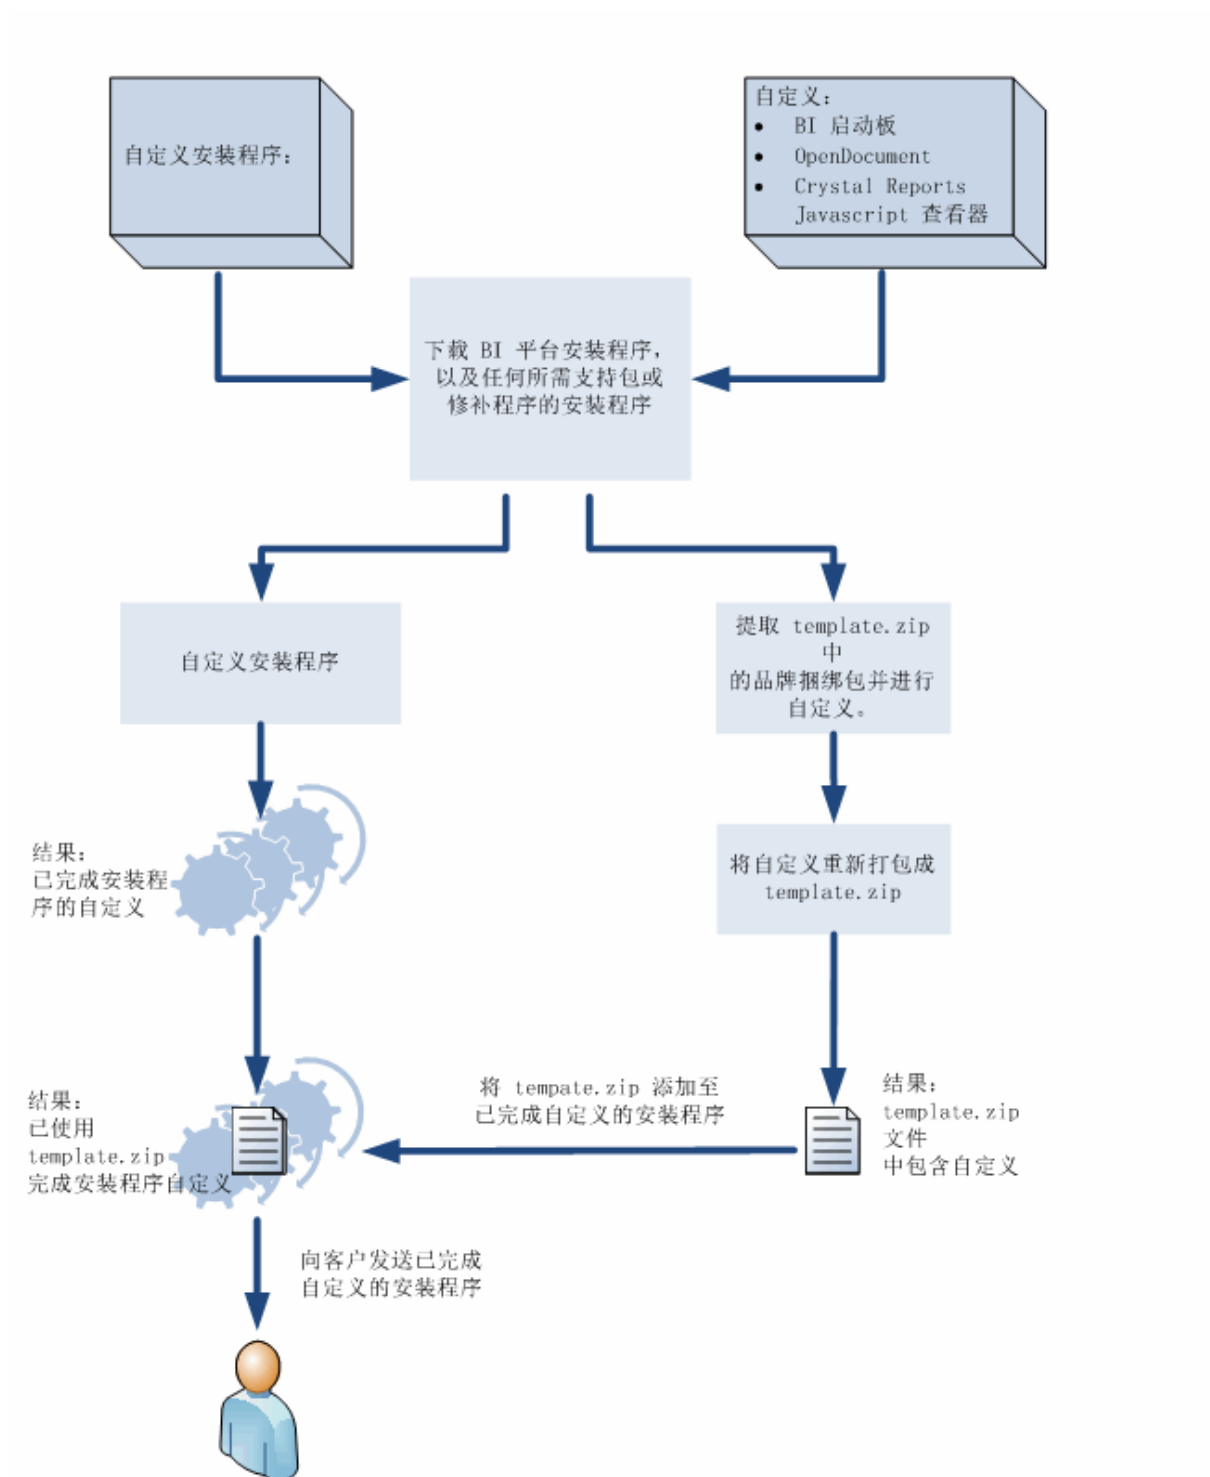 自定义安装程序：
自定义：
• BI 启动板
• OpenDocument
• Crystal Reports
Javascript 查看器
下载 BI 平台安装程序，
以及任何所需支持包或
修补程序的安装程序
自定义安装程序
提取 template.zip
中
的品牌捆绑包并进行
自定义。
结果：
已完成安装程
序的自定义
将自定义重新打包成
template.zip
将 tempate.zip 添加至
已完成自定义的安装程序
结果：
template.zip
文件
中包含自定义
结果：
已使用
template.zip
完成安装程序自定义
向客户发送已完成
自定义的安装程序